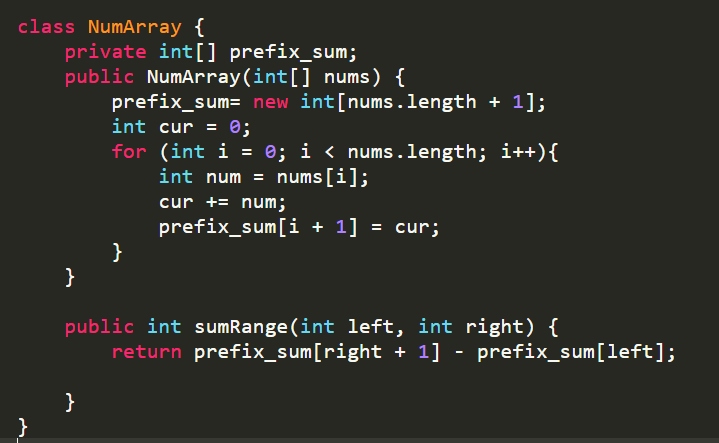 class NumArray {
    private int[] prefix_sum;
    public NumArray(int[] nums) {
        prefix_sum= new int[nums.length + 1];
        int cur = 0;
        for (int i = 0; i < nums.length; i++){
            int num = nums[i];
            cur += num;
            prefix_sum[i + 1] = cur;
        }
    }

    public int sumRange(int left, int right) {
        return prefix_sum[right + 1] - prefix_sum[left];

    }
}